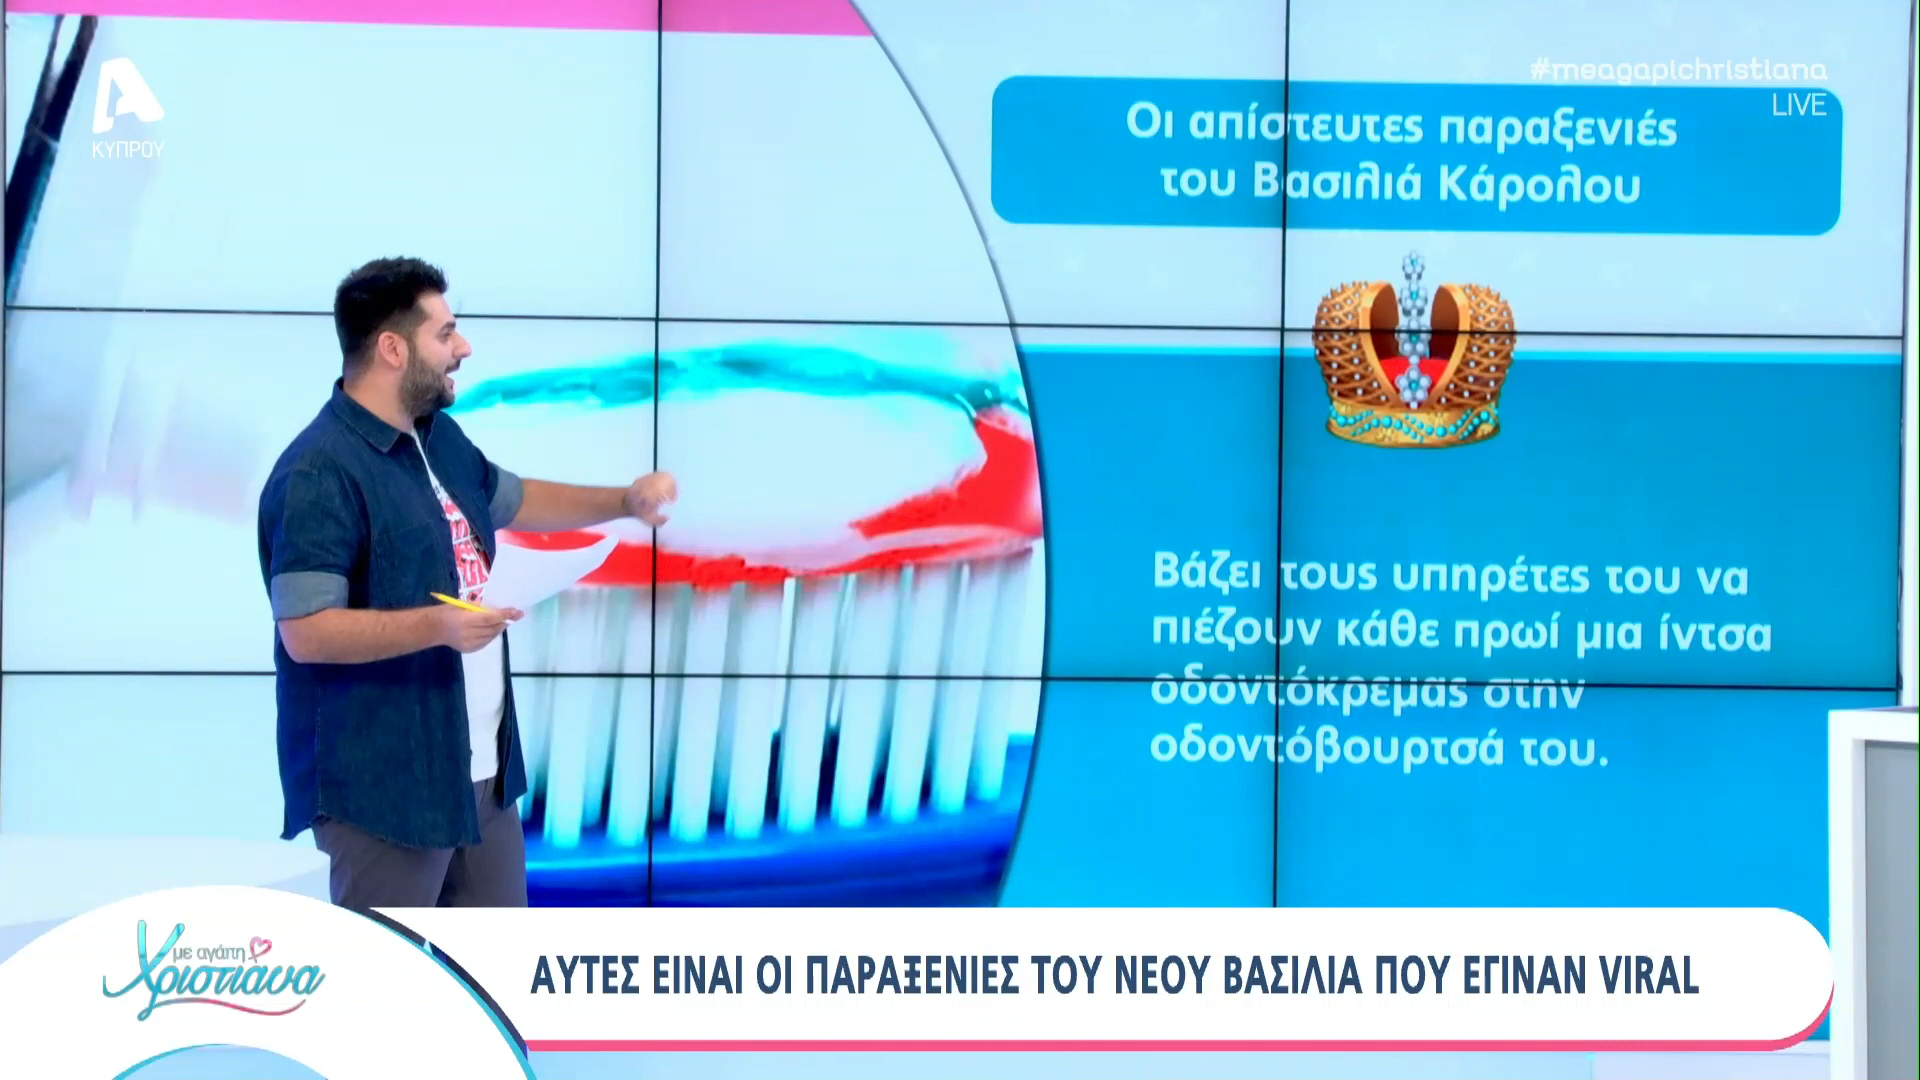 ΚΥΠΡΟΥ
#meagapichristiana
LIVE
Οι απίστευτες παραξενιές
του Βασιλιά Κάρολου
Βάζει τους υπηρέτες του να
πιέζουν κάθε πρωί μια ίντσα
οδοντόκρεμας στην
οδοντόβουρτσά του.
με αγάπη
Χριστιάνα
ΑΥΤΕΣ ΕΙΝΑΙ ΟΙ ΠΑΡΑΞΕΝΙΕΣ ΤΟΥ ΝΕΟΥ ΒΑΣΙΛΙΑ ΠΟΥ ΕΓΙΝΑΝ VIRAL